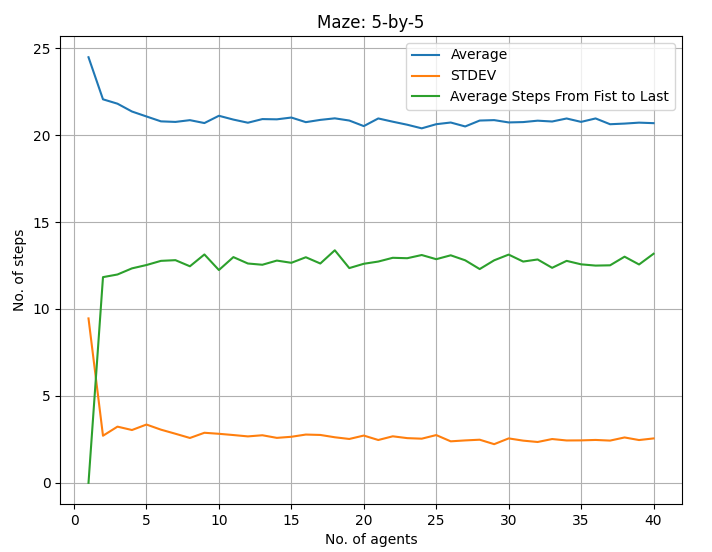 Maze: 5-by-5
Average
STDEV
Average Steps From Fist to Last
25
20
15
10
5
0
No. of steps
0 5 10 15 20 25 30 35 40
No. of agents